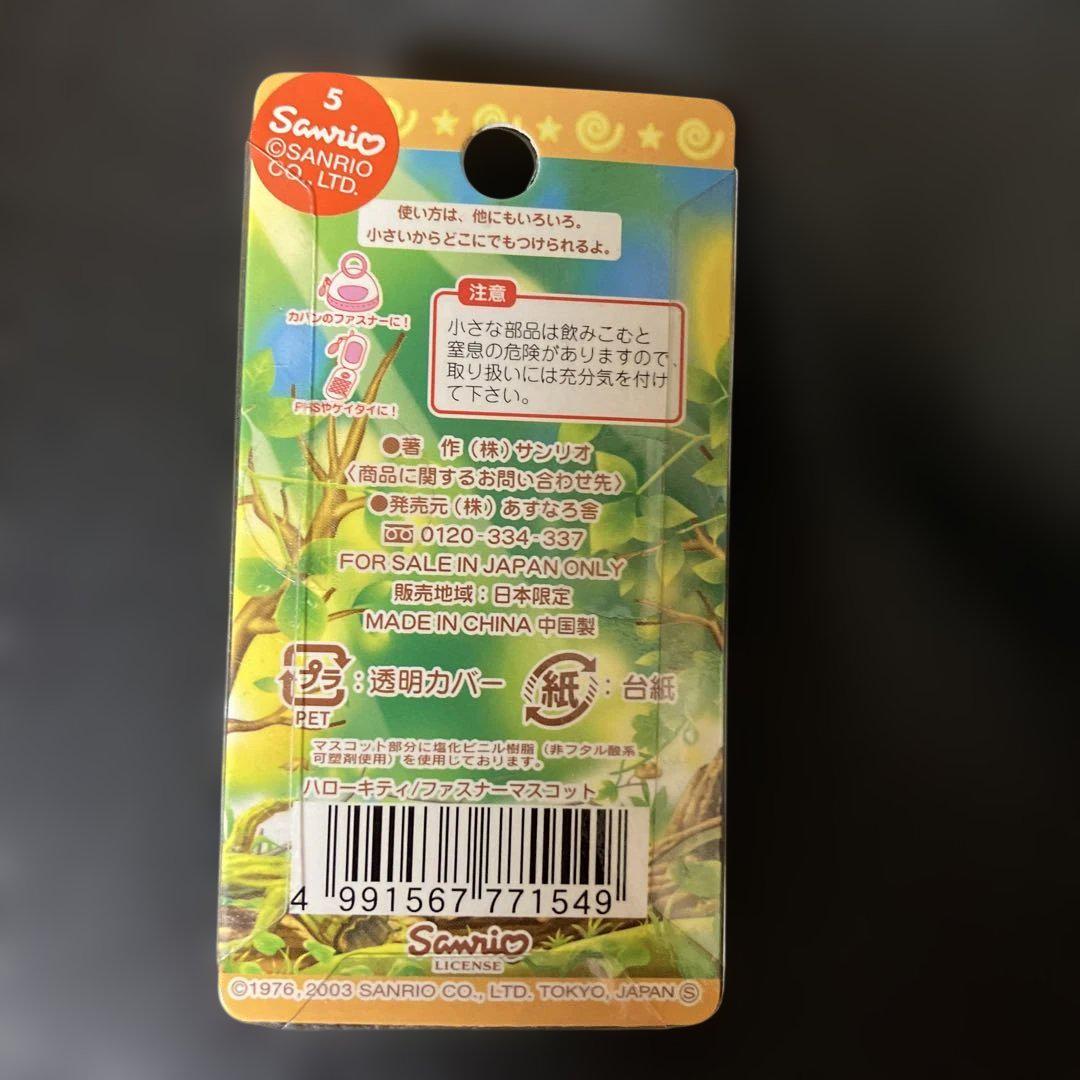 5
Sanrio
©SANRIO
CO., LTD.
使い方は、他にもいろいろ。
小さいからどこにでもつけられるよ。
カバンのファスナーに!
PHSやケイタイに!
注意
小さな部品は飲みこむと
窒息の危険がありますので、
取り扱いには充分気を付け
て下さい。
●著 作(株)サンリオ
〈商品に関するお問い合わせ先〉
●発売元(株)あすなろ舎
0120-334-337
FOR SALE IN JAPAN ONLY
販売地域:日本限定
MADE IN CHINA 中国製
プラ:透明カバー
PET
紙:台紙
マスコット部分に塩化ビニル樹脂(非フタル酸系
可塑剤使用)を使用しております。
ハローキティ/ファスナーマスコット
4 991567 771549
Sanrio
LICENSE
©1976, 2003 SANRIO CO., LTD. TOKYO, JAPAN Ⓢ